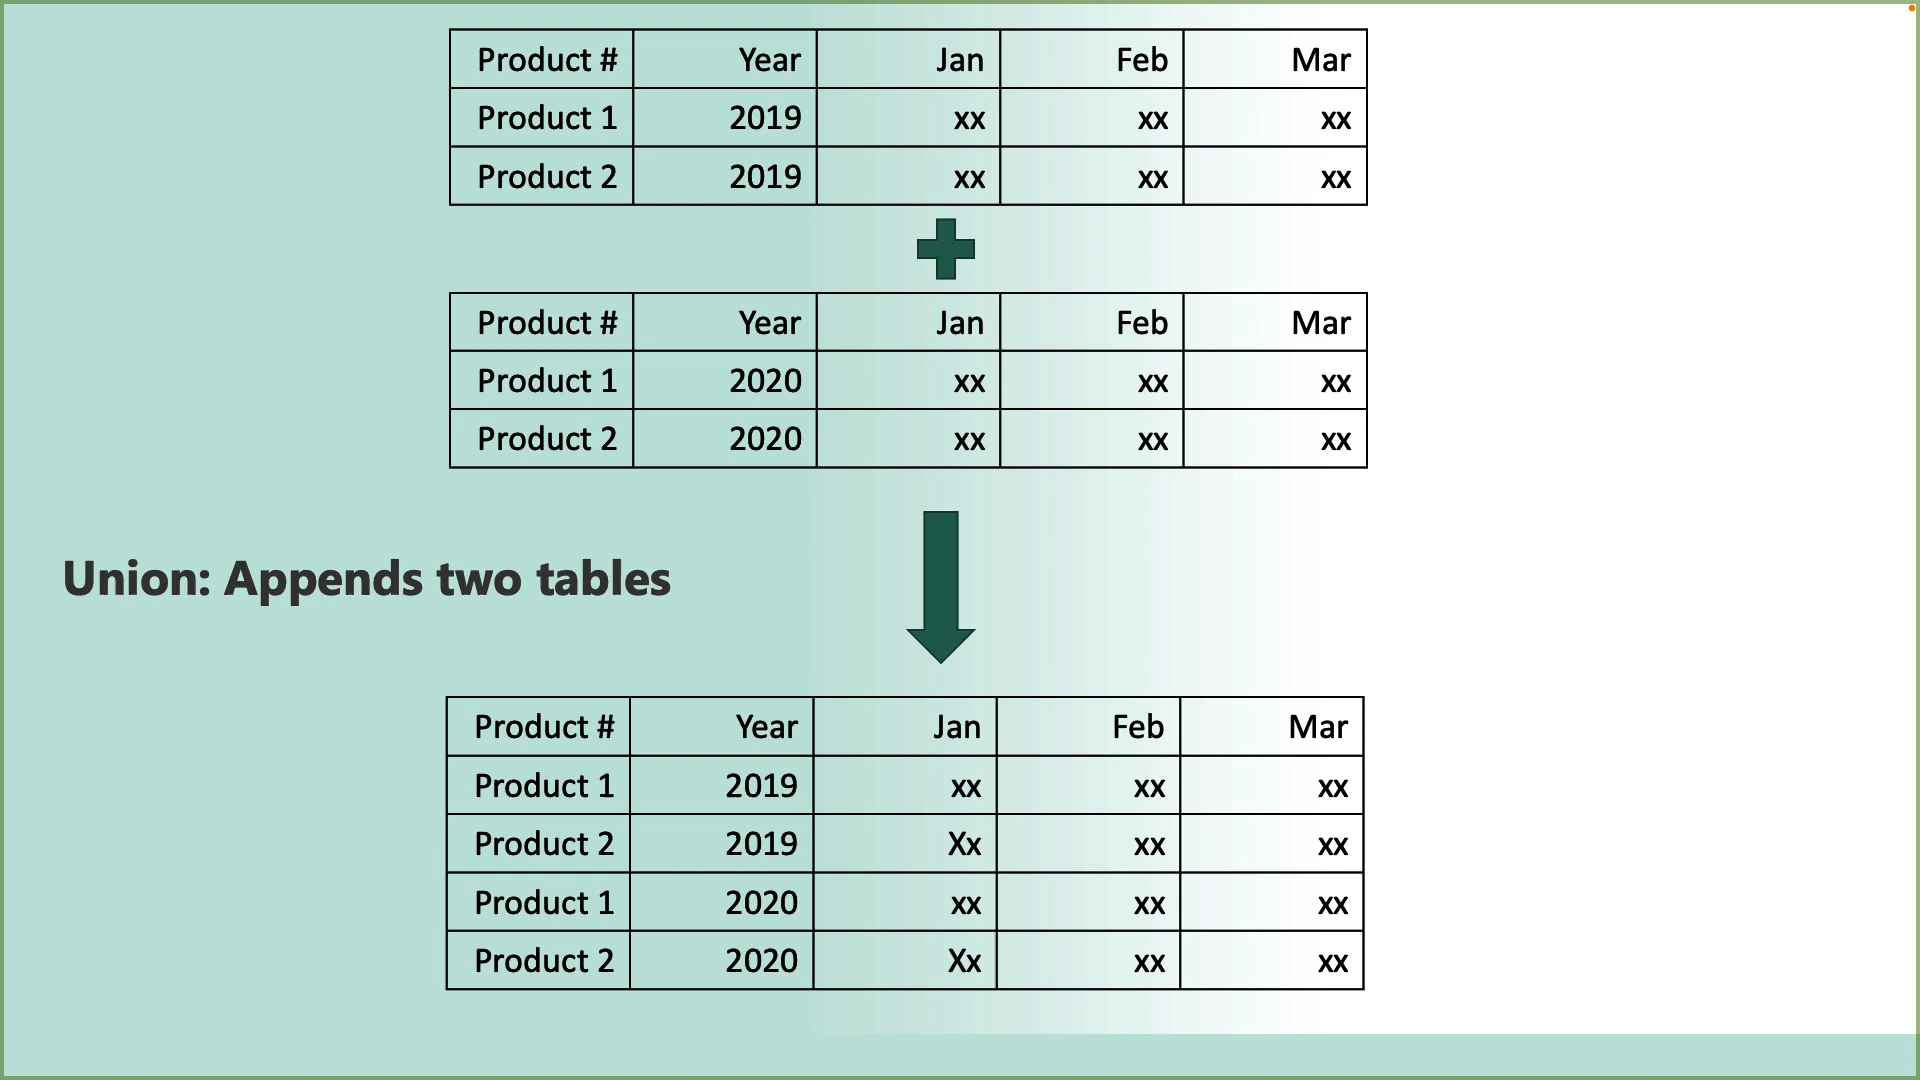 Product # Year Jan Feb Mar
Product 1 2019 xx xx xx
Product 2 2019 xx xx xx
Product # Year Jan Feb Mar
Product 1 2020 xx xx xx
Product 2 2020 xx xx xx
Union: Appends two tables
Product # Year Jan Feb Mar
Product 1 2019 xx xx xx
Product 2 2019 Xx xx xx
Product 1 2020 xx xx xx
Product 2 2020 Xx xx xx